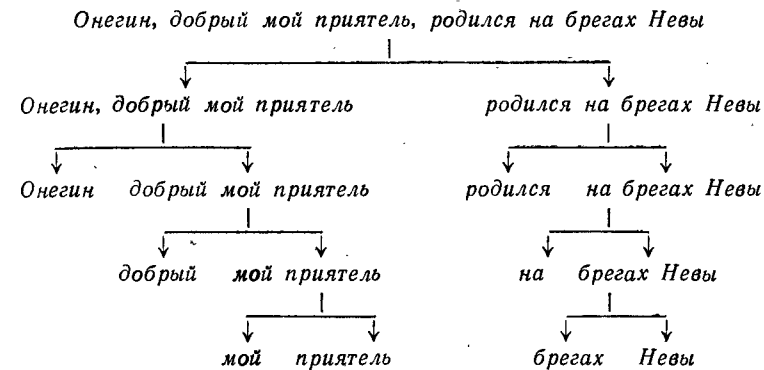 Онегин, добрый мой приятель, родился на брегах Невы
Онегин, добрый мой приятель родился на брегах Невы
Онегин добрый мой приятель родился на брегах Невы
добрый мой приятель на брегах Невы
мой приятель брегах Невы